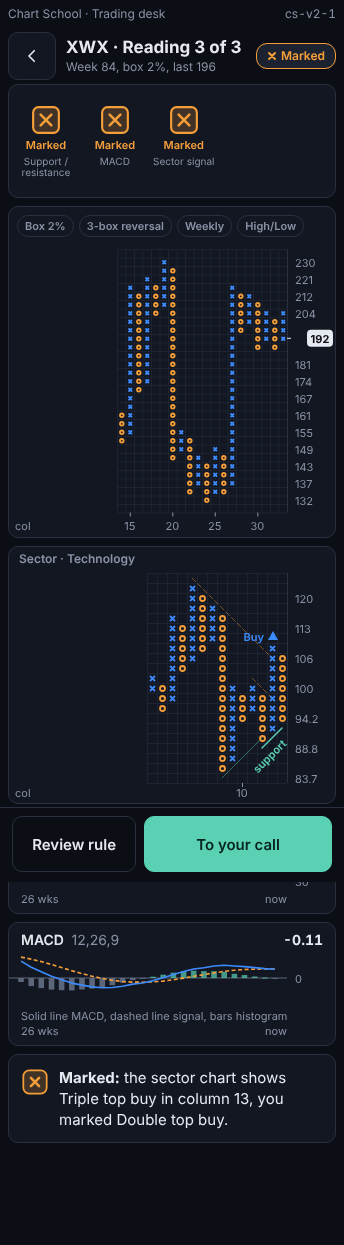 Chart School · Trading desk cs-v2-1
XWX · Reading 3 of 3
Week 84, box 2%, last 196
Marked
Marked Marked Marked
Support / resistance MACD Sector signal
Box 2% 3-box reversal Weekly High/Low
230
221
212
204
192
181
174
167
161
155
149
143
137
132
col 15 20 25 30
Sector · Technology
120
113
Buy
106
100
94.2
88.8
support
83.7
col 10
Review rule To your call
30
26 wks now
MACD 12,26,9 -0.11
0
Solid line MACD, dashed line signal, bars histogram
26 wks now
Marked: the sector chart shows
Triple top buy in column 13, you
marked Double top buy.